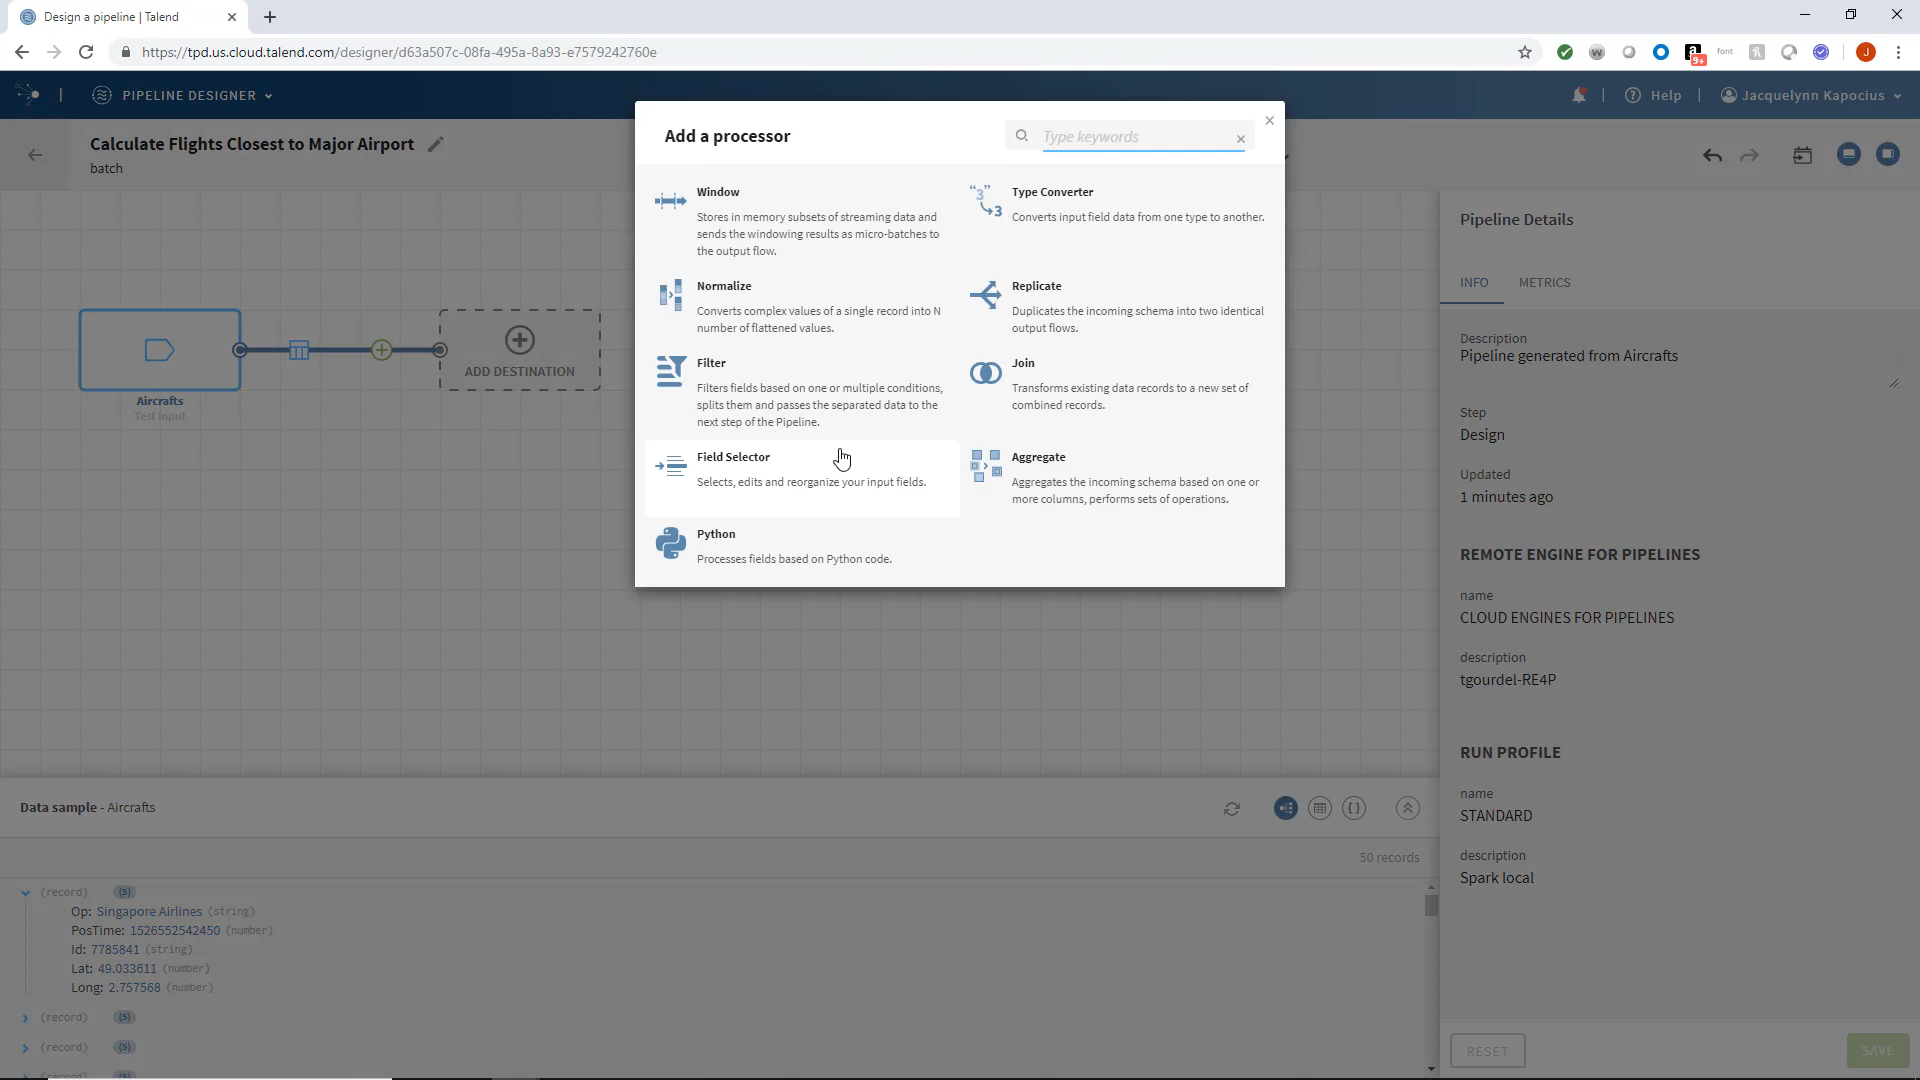 Design a pipeline | Talend
https://tpd.us.cloud.talend.com/designer/d63a507c-08fa-495a-8a93-e7579242760e
W
a
9+
font
J
PIPELINE DESIGNER
Help
Jacquelynn Kapocius
Calculate Flights Closest to Major Airport
batch
Aircrafts
Test Input
ADD DESTINATION
Add a processor
Type keywords
Window
Stores in memory subsets of streaming data and
sends the windowing results as micro-batches to
the output flow.
"3"
3
Type Converter
Converts input field data from one type to another.
Normalize
Converts complex values of a single record into N
number of flattened values.
Replicate
Duplicates the incoming schema into two identical
output flows.
Filter
Filters fields based on one or multiple conditions,
splits them and passes the separated data to the
next step of the Pipeline.
Join
Transforms existing data records to a new set of
combined records.
Field Selector
Selects, edits and reorganize your input fields.
Aggregate
Aggregates the incoming schema based on one or
more columns, performs sets of operations.
Python
Processes fields based on Python code.
Pipeline Details
INFO
METRICS
Description
Pipeline generated from Aircrafts
Step
Design
Updated
1 minutes ago
REMOTE ENGINE FOR PIPELINES
name
CLOUD ENGINES FOR PIPELINES
description
tgourdel-RE4P
RUN PROFILE
name
STANDARD
description
Spark local
RESET
SAVE
Data sample - Aircrafts
50 records
(record) (5)
Op: Singapore Airlines (string)
PosTime: 1526552542450 (number)
Id: 7785841 (string)
Lat: 49.033611 (number)
Long: 2.757568 (number)
(record) (5)
(record) (5)
(record) (5)